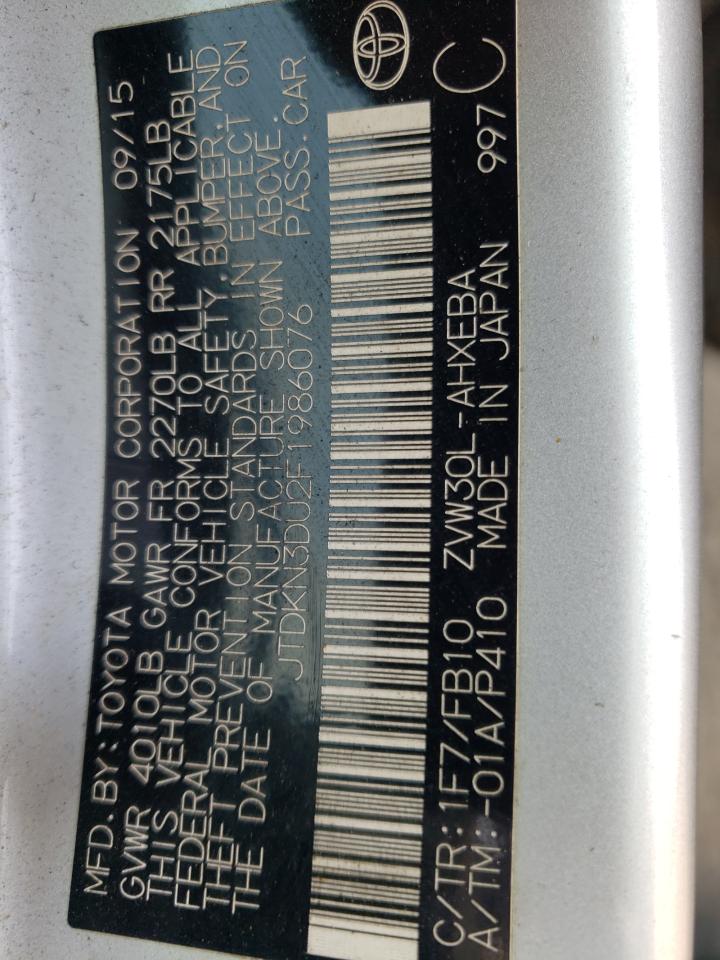 MFD. BY: TOYOTA MOTOR CORPORATION 09/15
GVWR 4010LB GAWR FR 2270LB RR 2175LB
THIS VEHICLE CONFORMS TO ALL APPLICABLE
FEDERAL MOTOR VEHICLE SAFETY, BUMPER, AND
THEFT PREVENTION STANDARDS IN EFFECT ON
THE DATE OF MANUFACTURE SHOWN ABOVE.
JTDKN3DU2F1986076 PASS. CAR
C/TR: 1F7/FB10 ZVW30L-AHXEBA 997 C
A/TM: -01A/P410 MADE IN JAPAN